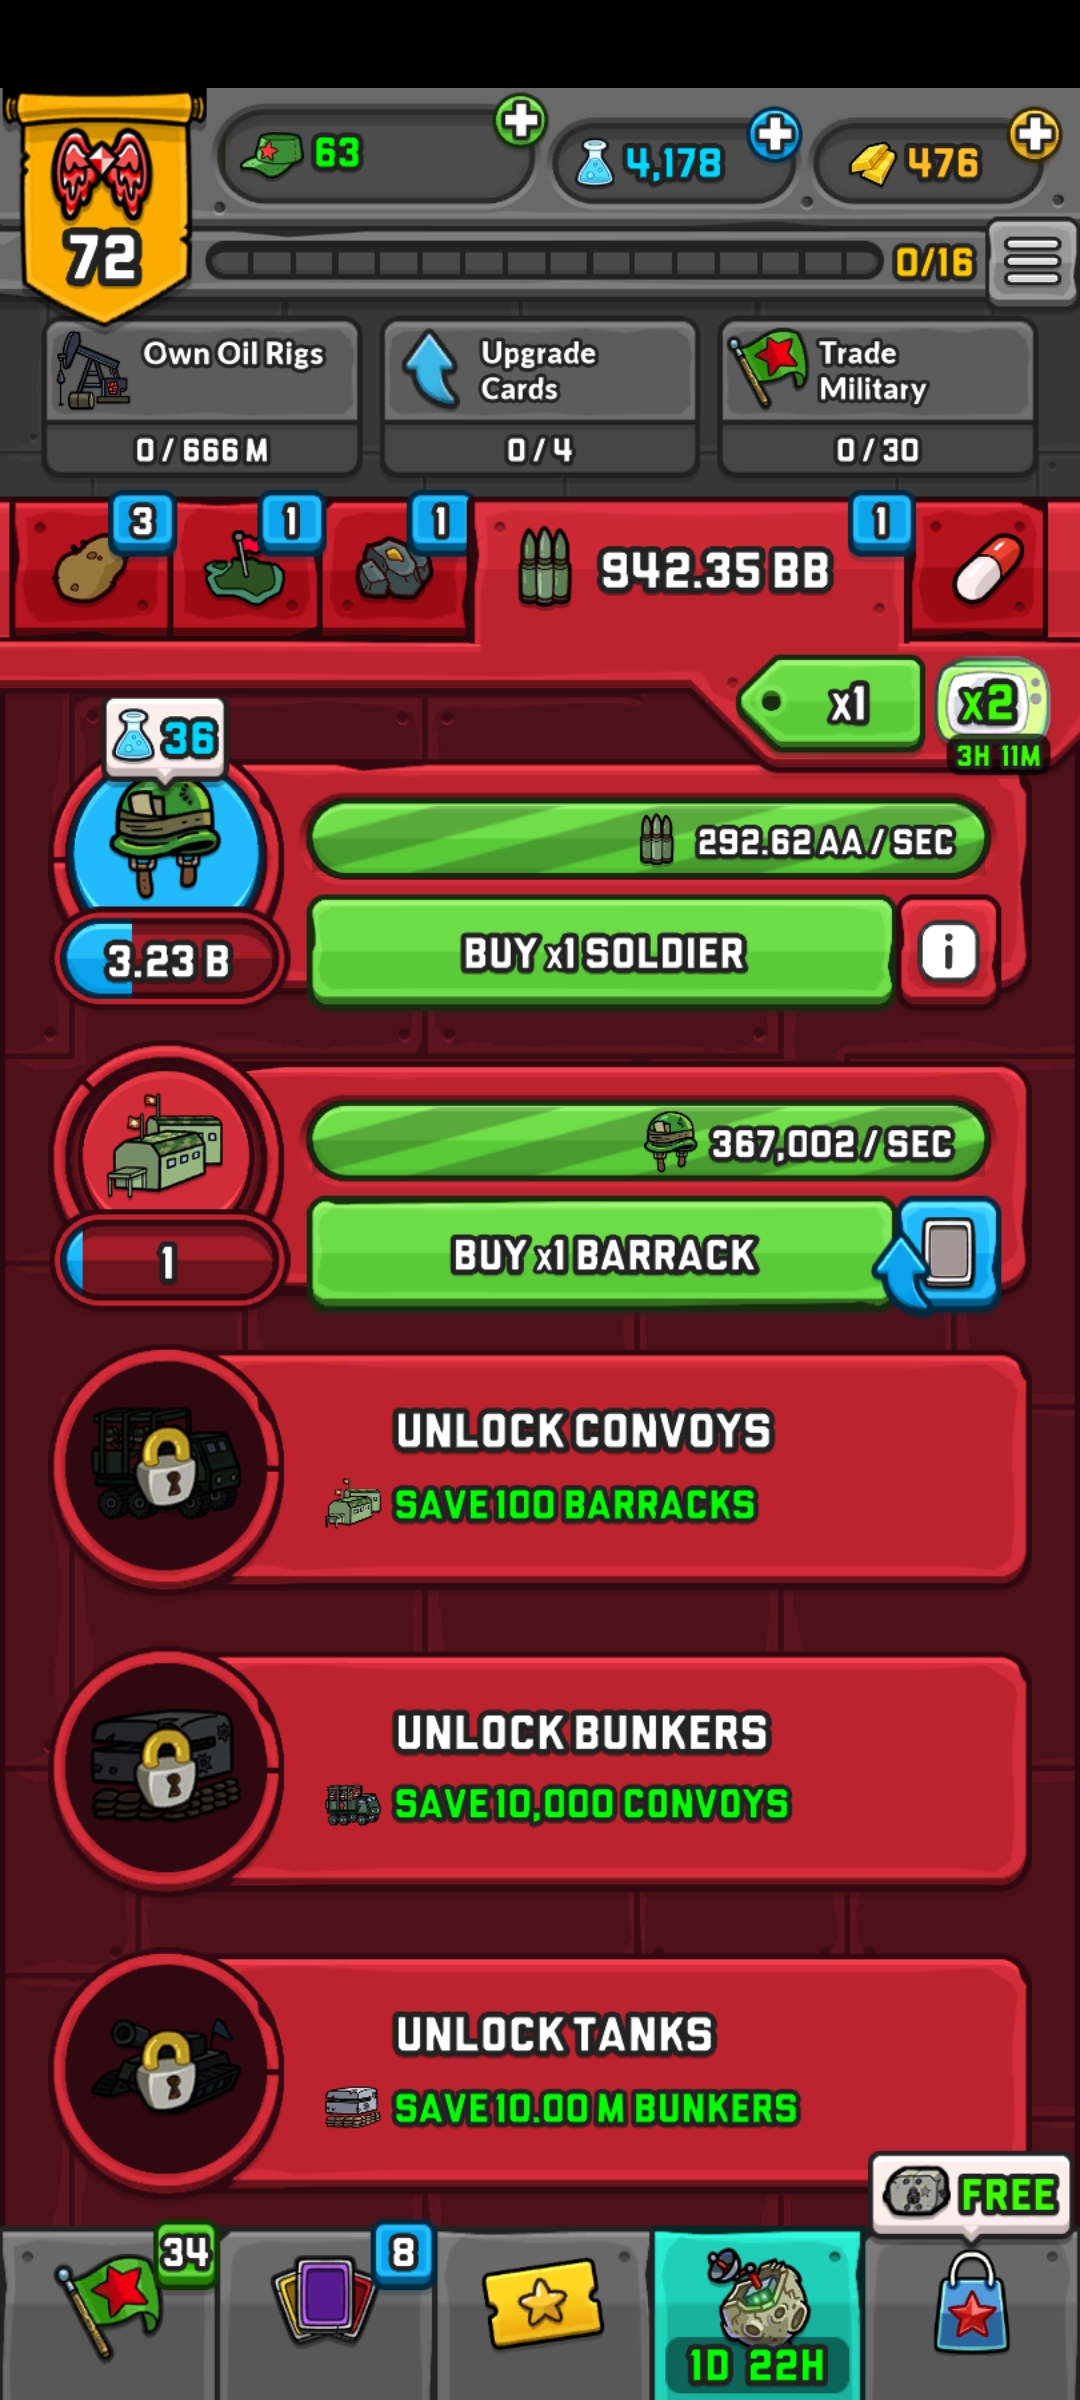 63
4,178
476
72
0/16
Own Oil Rigs
0 / 666 M
Upgrade
Cards
0 / 4
Trade
Military
0 / 30
3
1
1
942.35 BB
1
x1
x2
3H 11M
36
292.62 AA / SEC
3.23 B
BUY x1 SOLDIER
i
367,002 / SEC
1
BUY x1 BARRACK
UNLOCK CONVOYS
SAVE 100 BARRACKS
UNLOCK BUNKERS
SAVE 10,000 CONVOYS
UNLOCK TANKS
SAVE 10.00 M BUNKERS
FREE
34
8
1D 22H